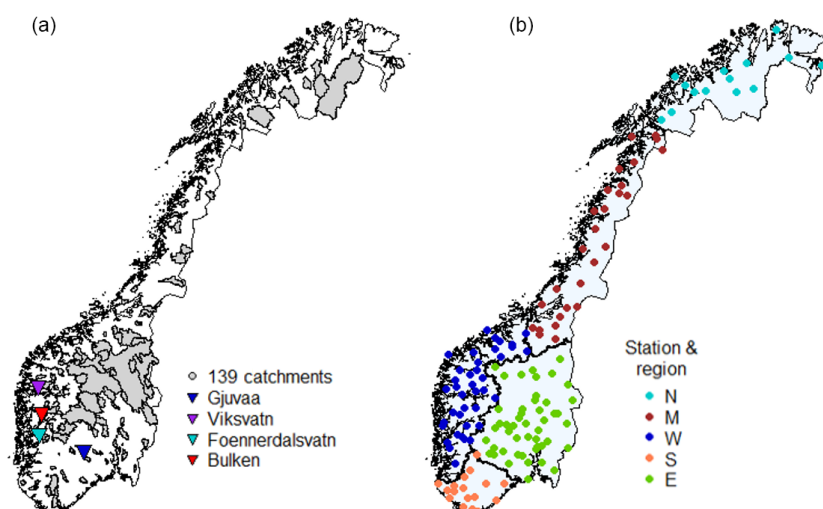 (a)
139 catchments
Gjuvaa
Viksvatn
Foennerdalsvatn
Bulken
(b)
Station &
region
N
M
W
S
E